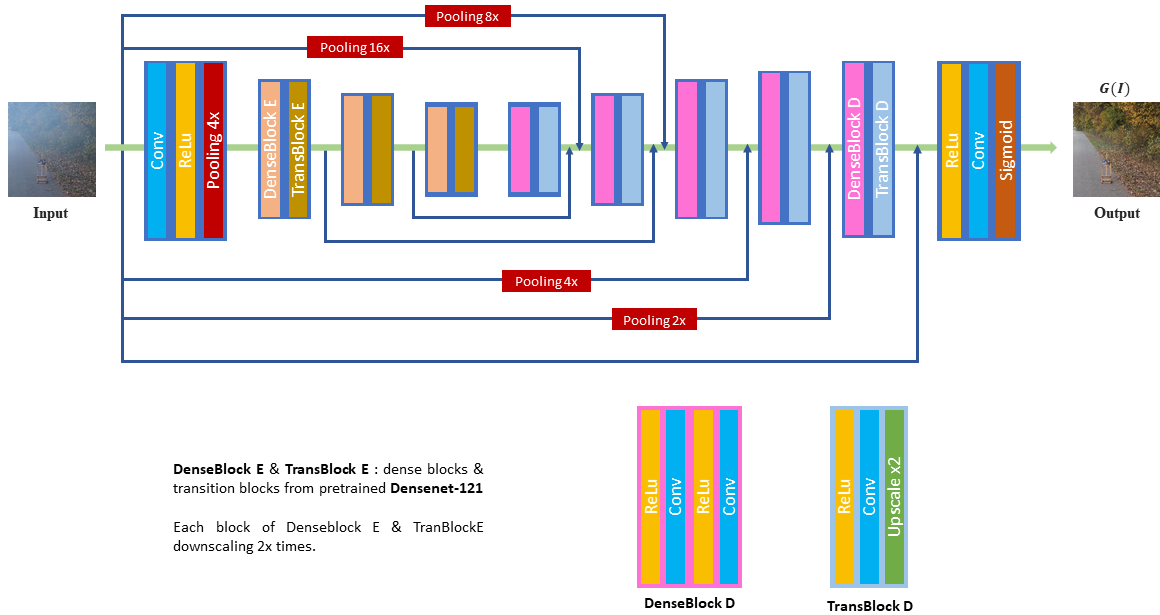 Pooling 8x
Pooling 16x
Input
Conv
ReLu
Pooling 4x
DenseBlock E
TransBlock E
DenseBlock D
TransBlock D
ReLu
Conv
Sigmoid
G(I)
Output
Pooling 4x
Pooling 2x
DenseBlock E & TransBlock E : dense blocks &
transition blocks from pretrained Densenet-121
Each block of Denseblock E & TranBlockE
downscaling 2x times.
ReLu
Conv
ReLu
Conv
DenseBlock D
ReLu
Conv
Upscale x2
TransBlock D